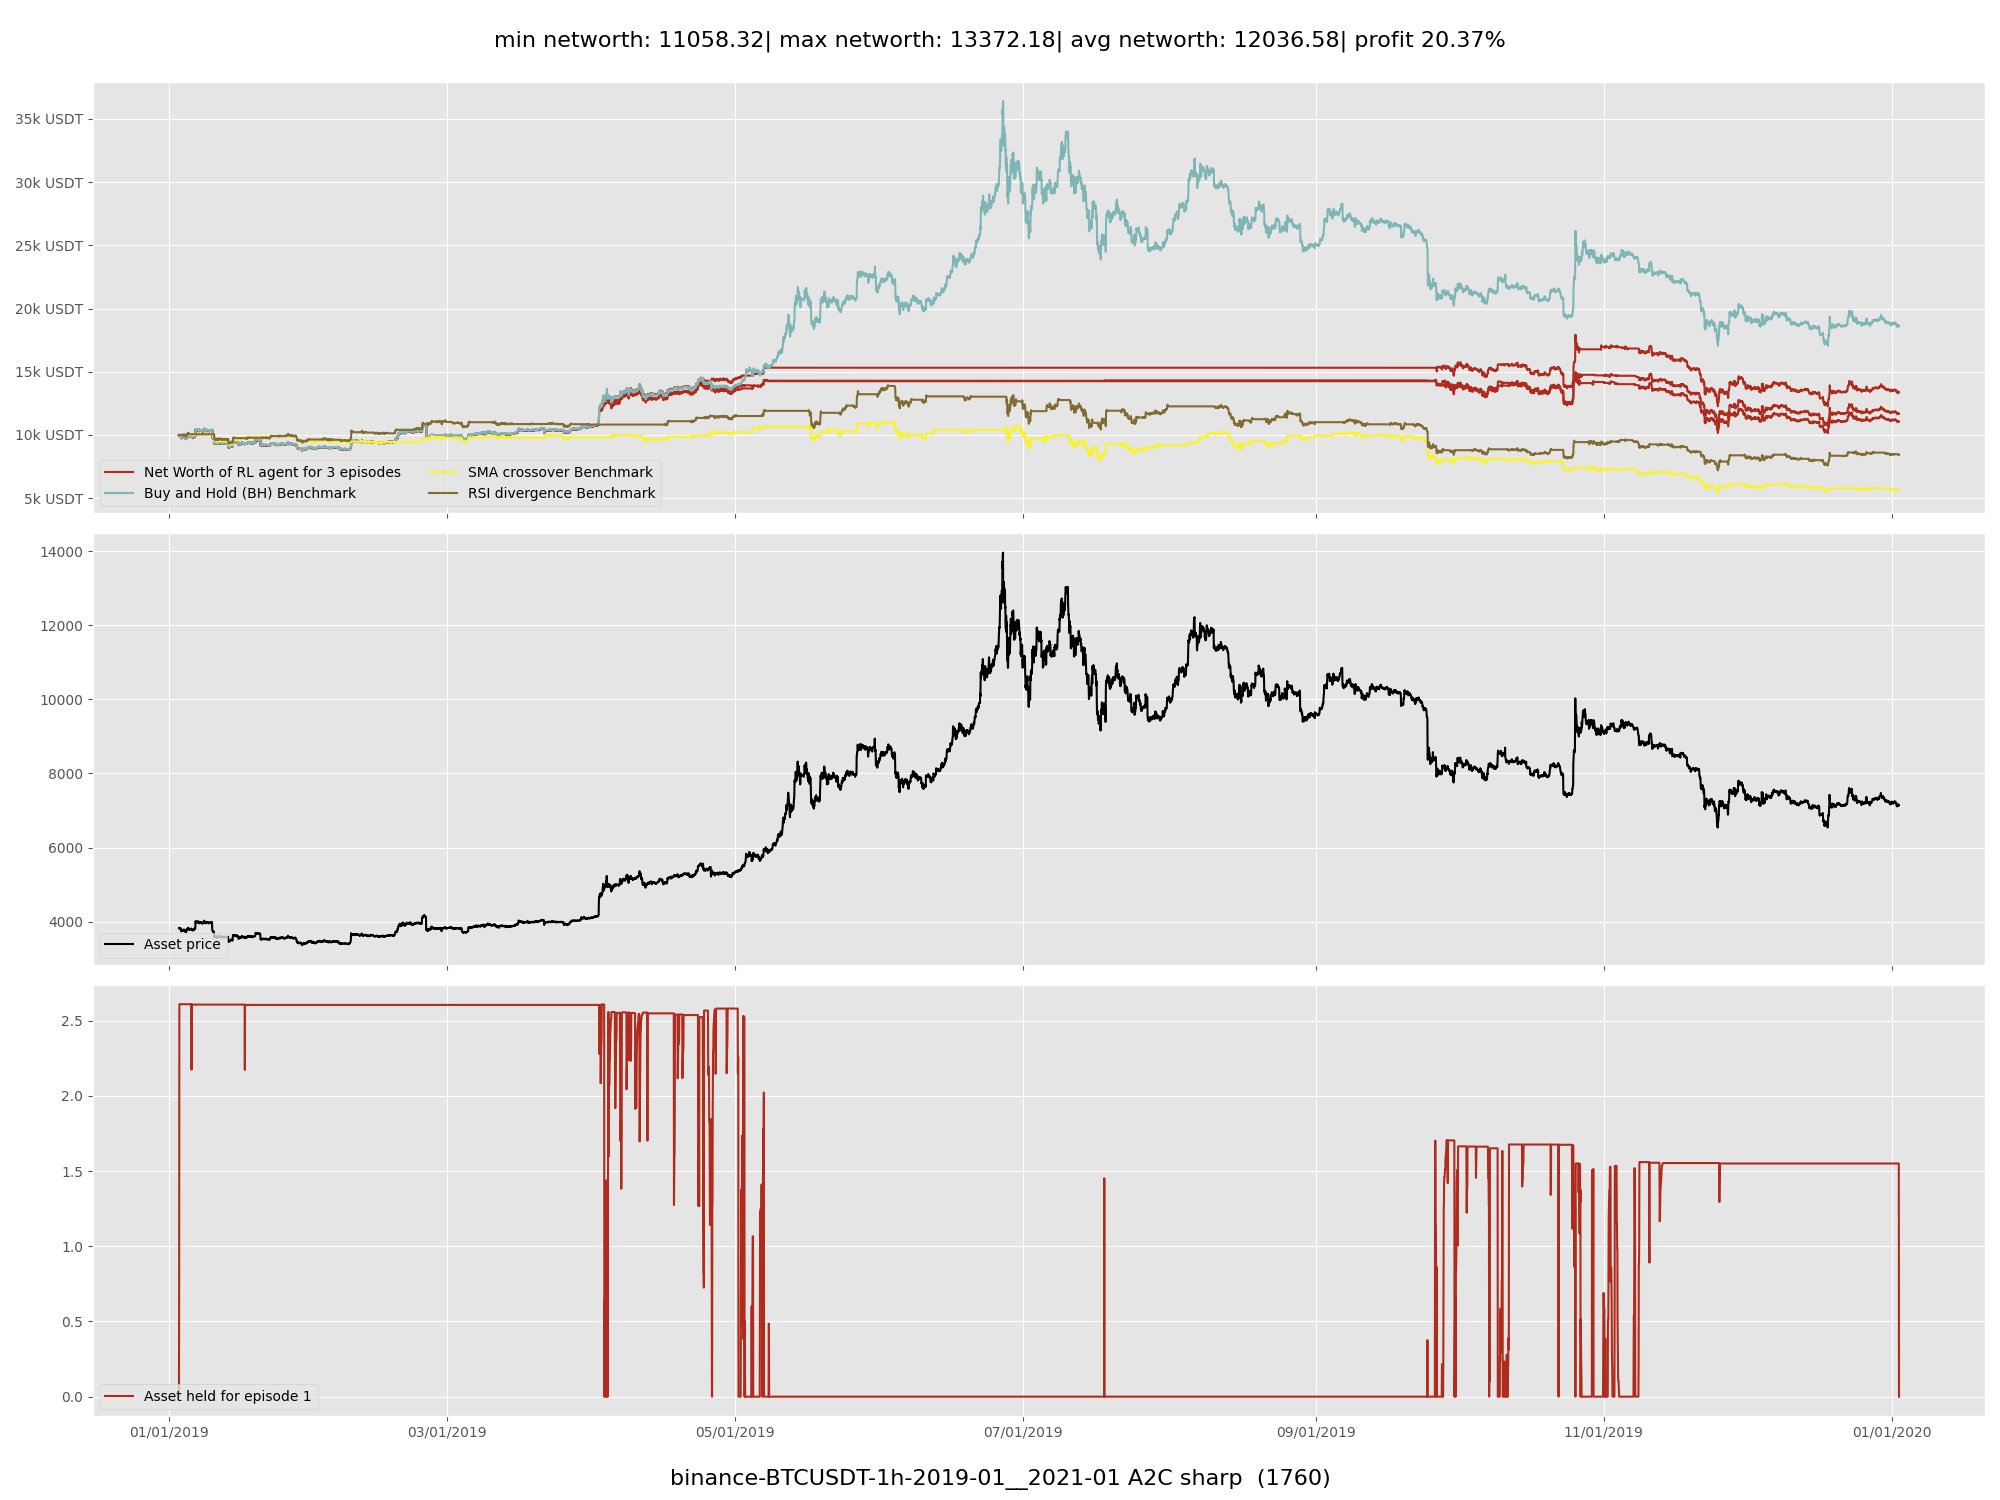 min networth: 11058.32| max networth: 13372.18| avg networth: 12036.58| profit 20.37%
35k USDT
30k USDT
25k USDT
20k USDT
15k USDT
10k USDT
5k USDT
Net Worth of RL agent for 3 episodes
Buy and Hold (BH) Benchmark
SMA crossover Benchmark
RSI divergence Benchmark
14000
12000
10000
8000
6000
4000
Asset price
2.5
2.0
1.5
1.0
0.5
0.0
Asset held for episode 1
01/01/2019 03/01/2019 05/01/2019 07/01/2019 09/01/2019 11/01/2019 01/01/2020
binance-BTCUSDT-1h-2019-01__2021-01 A2C sharp (1760)